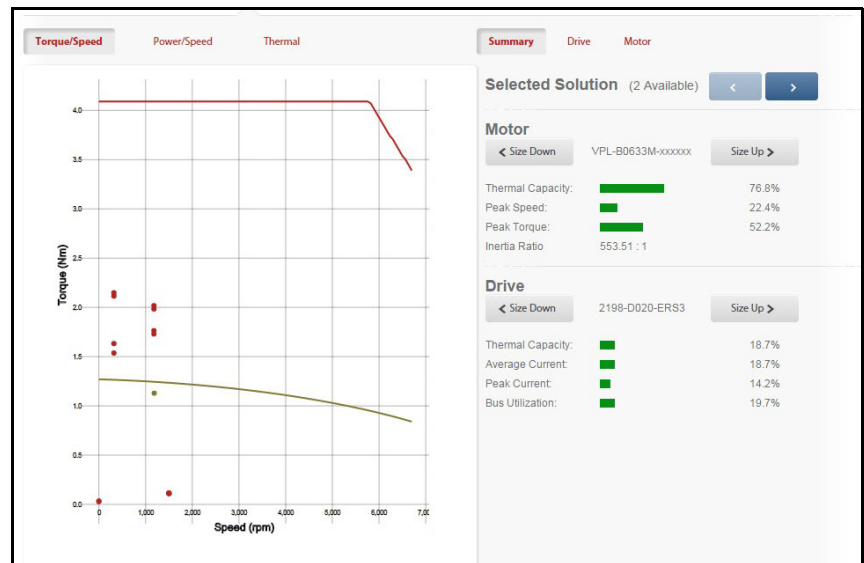 Torque/Speed Power/Speed Thermal
Torque (Nm)
4.0
3.5
3.0
2.5
2.0
1.5
1.0
0.5
0.0
0 1,000 2,000 3,000 4,000 5,000 6,000 7,00
Speed (rpm)
Summary Drive Motor
Selected Solution (2 Available) < >
Motor
< Size Down VPL-B0633M-xxxxxx Size Up >
Thermal Capacity: 76.8%
Peak Speed: 22.4%
Peak Torque: 52.2%
Inertia Ratio 553.51 : 1
Drive
< Size Down 2198-D020-ERS3 Size Up >
Thermal Capacity: 18.7%
Average Current: 18.7%
Peak Current: 14.2%
Bus Utilization: 19.7%